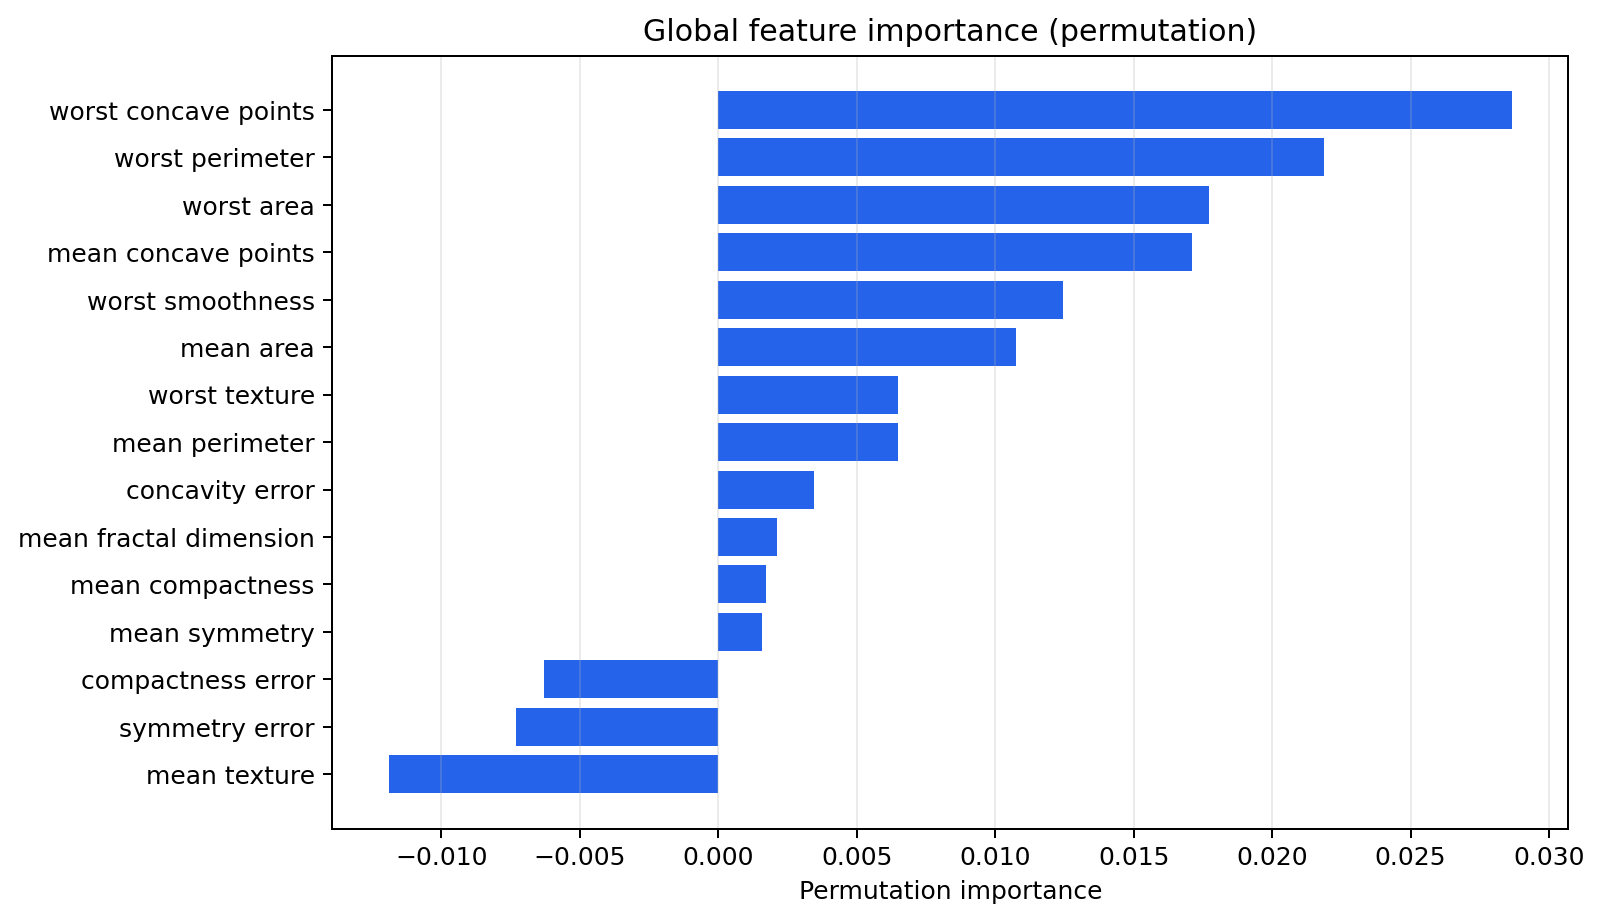 Global feature importance (permutation)
worst concave points
worst perimeter
worst area
mean concave points
worst smoothness
mean area
worst texture
mean perimeter
concavity error
mean fractal dimension
mean compactness
mean symmetry
compactness error
symmetry error
mean texture
−0.010 −0.005 0.000 0.005 0.010 0.015 0.020 0.025 0.030
Permutation importance